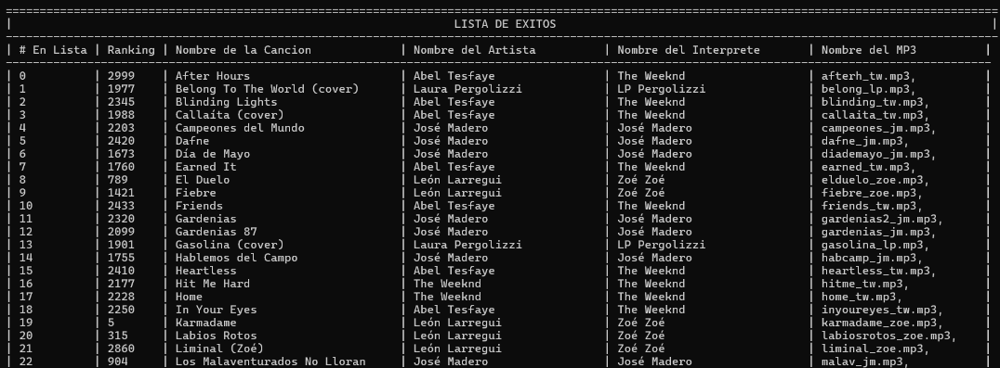 LISTA DE EXITOS
| # En Lista | Ranking | Nombre de la Cancion | Nombre del Artista | Nombre del Interprete | Nombre del MP3 |
| 0 | 2999 | After Hours | Abel Tesfaye | The Weeknd | afterh_tw.mp3, |
| 1 | 1977 | Belong To The World (cover) | Laura Pergolizzi | LP Pergolizzi | belong_lp.mp3, |
| 2 | 2345 | Blinding Lights | Abel Tesfaye | The Weeknd | blinding_tw.mp3, |
| 3 | 1988 | Callaita (cover) | Abel Tesfaye | The Weeknd | callaita_tw.mp3, |
| 4 | 2203 | Campeones del Mundo | José Madero | José Madero | campeones_jm.mp3, |
| 5 | 2420 | Dafne | José Madero | José Madero | dafne_jm.mp3, |
| 6 | 1673 | Día de Mayo | José Madero | José Madero | diademayo_jm.mp3, |
| 7 | 1760 | Earned It | Abel Tesfaye | The Weeknd | earned_tw.mp3, |
| 8 | 789 | El Duelo | León Larregui | Zoé Zoé | elduelo_zoe.mp3, |
| 9 | 1421 | Fiebre | León Larregui | Zoé Zoé | fiebre_zoe.mp3, |
| 10 | 2433 | Friends | Abel Tesfaye | The Weeknd | friends_tw.mp3, |
| 11 | 2320 | Gardenias | José Madero | José Madero | gardenias2_jm.mp3, |
| 12 | 2099 | Gardenias 87 | José Madero | José Madero | gardenias_jm.mp3, |
| 13 | 1901 | Gasolina (cover) | Laura Pergolizzi | LP Pergolizzi | gasolina_lp.mp3, |
| 14 | 1755 | Hablemos del Campo | José Madero | José Madero | habcamp_jm.mp3, |
| 15 | 2410 | Heartless | Abel Tesfaye | The Weeknd | heartless_tw.mp3, |
| 16 | 2177 | Hit Me Hard | The Weeknd | The Weeknd | hitme_tw.mp3, |
| 17 | 2228 | Home | The Weeknd | The Weeknd | home_tw.mp3, |
| 18 | 2250 | In Your Eyes | Abel Tesfaye | The Weeknd | inyoureyes_tw.mp3, |
| 19 | 5 | Karmadame | León Larregui | Zoé Zoé | karmadame_zoe.mp3, |
| 20 | 315 | Labios Rotos | León Larregui | Zoé Zoé | labiosrotos_zoe.mp3, |
| 21 | 2860 | Liminal (Zoé) | León Larregui | Zoé Zoé | liminal_zoe.mp3, |
| 22 | 904 | Los Malaventurados No Lloran | José Madero | José Madero | malav_jm.mp3, |